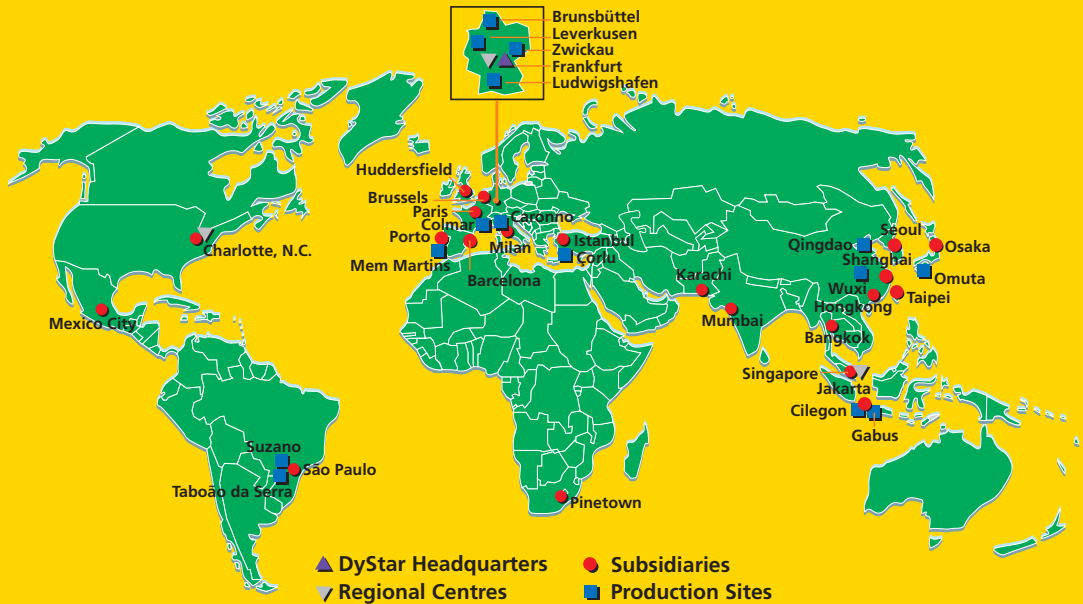 Brunsbüttel
Leverkusen
Zwickau
Frankfurt
Ludwigshafen
Huddersfield
Brussels
Paris
Colmar
Caronno
Porto
Milan
Mem Martins
Barcelona
Istanbul
Çorlu
Charlotte, N.C.
Mexico City
Karachi
Mumbai
Qingdao
Seoul
Osaka
Shanghai
Wuxi
Omuta
Hongkong
Taipei
Bangkok
Singapore
Jakarta
Cilegon
Gabus
Suzano
São Paulo
Taboão da Serra
Pinetown
DyStar Headquarters
Subsidiaries
Regional Centres
Production Sites